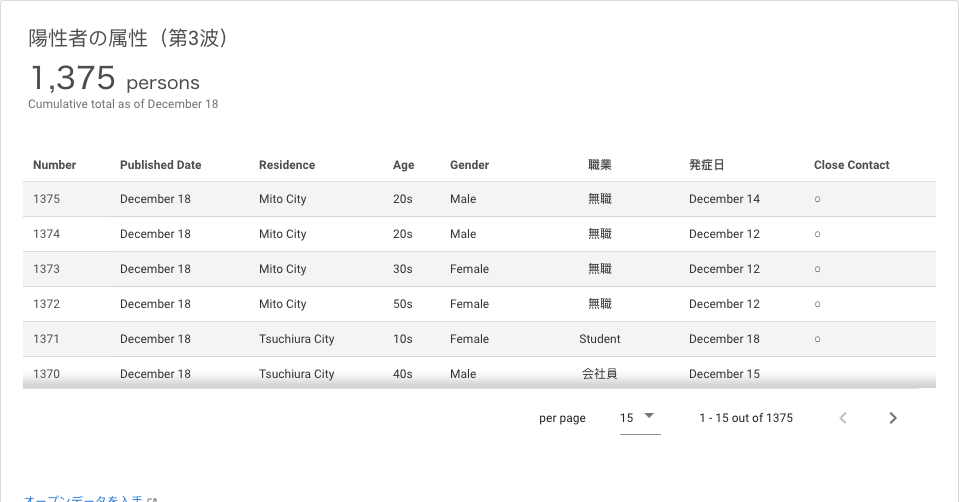 陽性者の属性（第3波）
1,375 persons
Cumulative total as of December 18
Number Published Date Residence Age Gender 職業 発症日 Close Contact
1375 December 18 Mito City 20s Male 無職 December 14 ○
1374 December 18 Mito City 20s Male 無職 December 12 ○
1373 December 18 Mito City 30s Female 無職 December 12 ○
1372 December 18 Mito City 50s Female 無職 December 12 ○
1371 December 18 Tsuchiura City 10s Female Student December 18 ○
1370 December 18 Tsuchiura City 40s Male 会社員 December 15
per page 15 1 - 15 out of 1375
オープンデータを入手